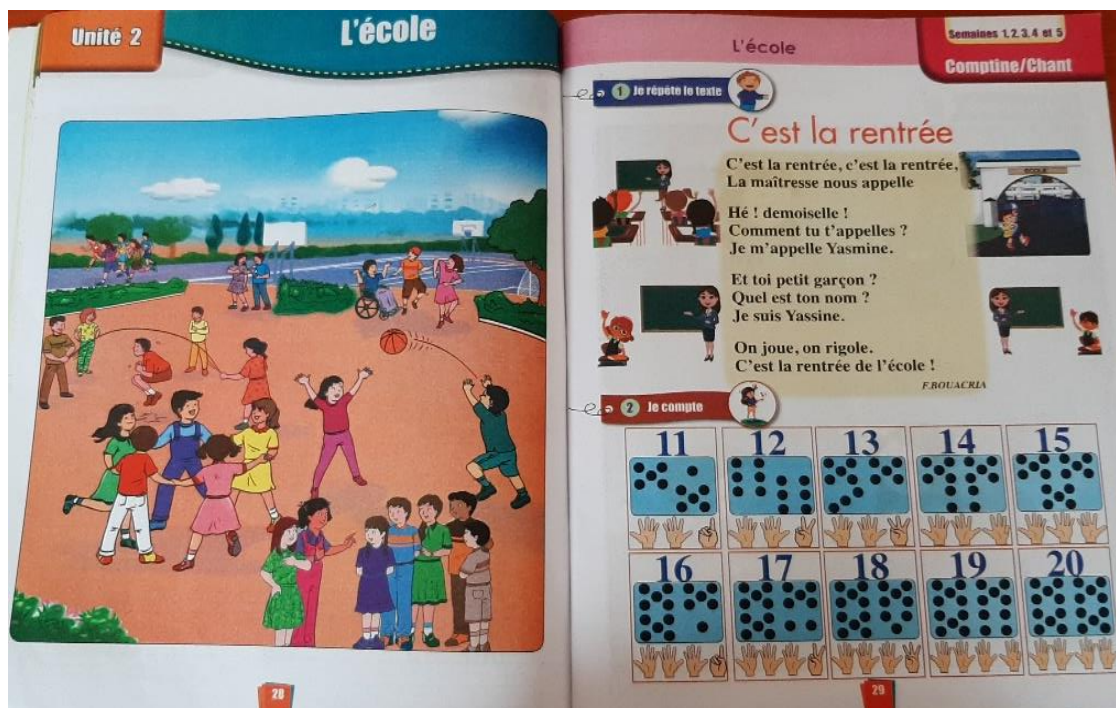 Unité 2
L'école
28
L'école
Semaines 1, 2, 3, 4 et 5
Comptine/Chant
1 Je répète le texte
C'est la rentrée
C'est la rentrée, c'est la rentrée,
La maîtresse nous appelle
Hé ! demoiselle !
Comment tu t'appelles ?
Je m'appelle Yasmine.
Et toi petit garçon ?
Quel est ton nom ?
Je suis Yassine.
On joue, on rigole.
C'est la rentrée de l'école !
F.BOUACRIA
ECOLE
2 Je compte
11 12 13 14 15
16 17 18 19 20
29